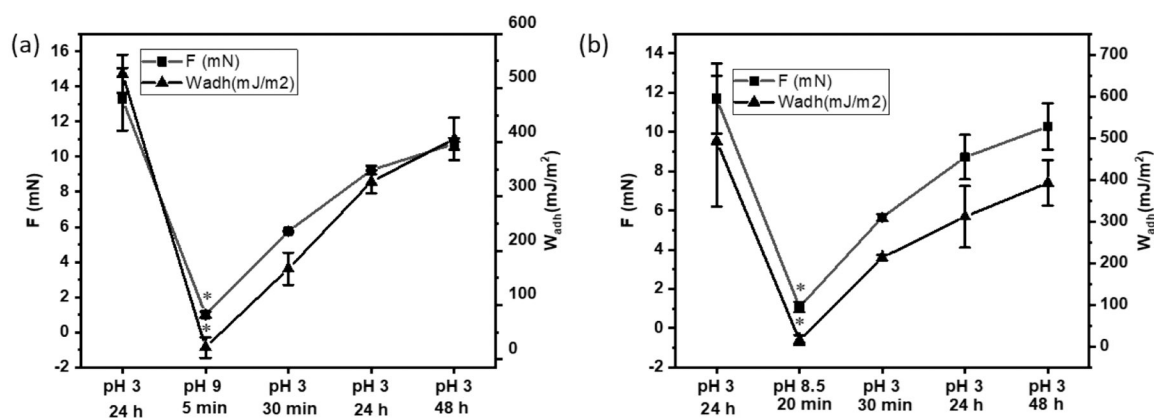 (a)
F (mN)
Wadh(mJ/m2)
F (mN)
16
14
12
10
8
6
4
2
0
-2
600
500
400
300
200
100
0
Wadh(mJ/m²)
*
*
pH 3 pH 9 pH 3 pH 3 pH 3
24 h 5 min 30 min 24 h 48 h
(b)
F (mN)
Wadh(mJ/m2)
F (mN)
14
12
10
8
6
4
2
0
-2
700
600
500
400
300
200
100
0
Wadh(mJ/m²)
*
*
pH 3 pH 8.5 pH 3 pH 3 pH 3
24 h 20 min 30 min 24 h 48 h